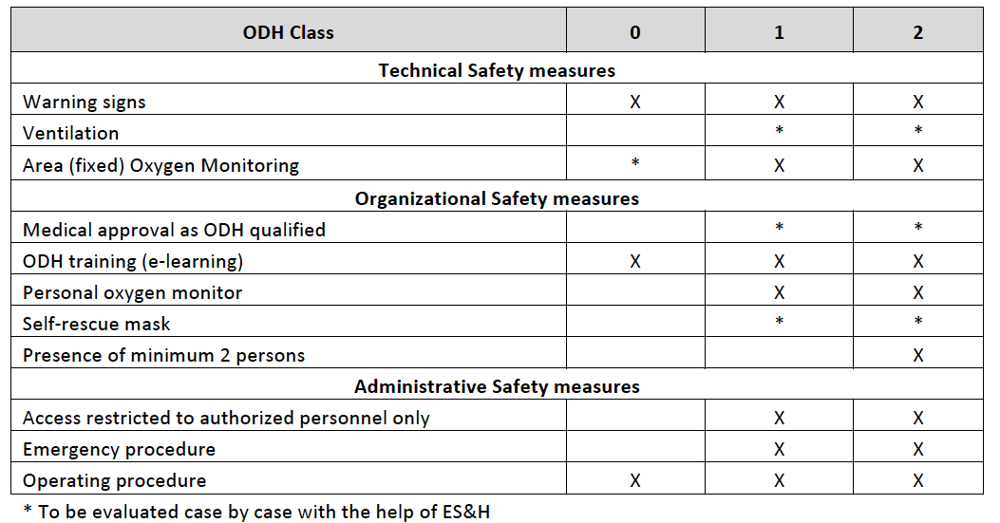 ODH Class 0 1 2
Technical Safety measures
Warning signs X X X
Ventilation * *
Area (fixed) Oxygen Monitoring * X X
Organizational Safety measures
Medical approval as ODH qualified * *
ODH training (e-learning) X X X
Personal oxygen monitor X X
Self-rescue mask * *
Presence of minimum 2 persons X
Administrative Safety measures
Access restricted to authorized personnel only X X
Emergency procedure X X
Operating procedure X X X
* To be evaluated case by case with the help of ES&H